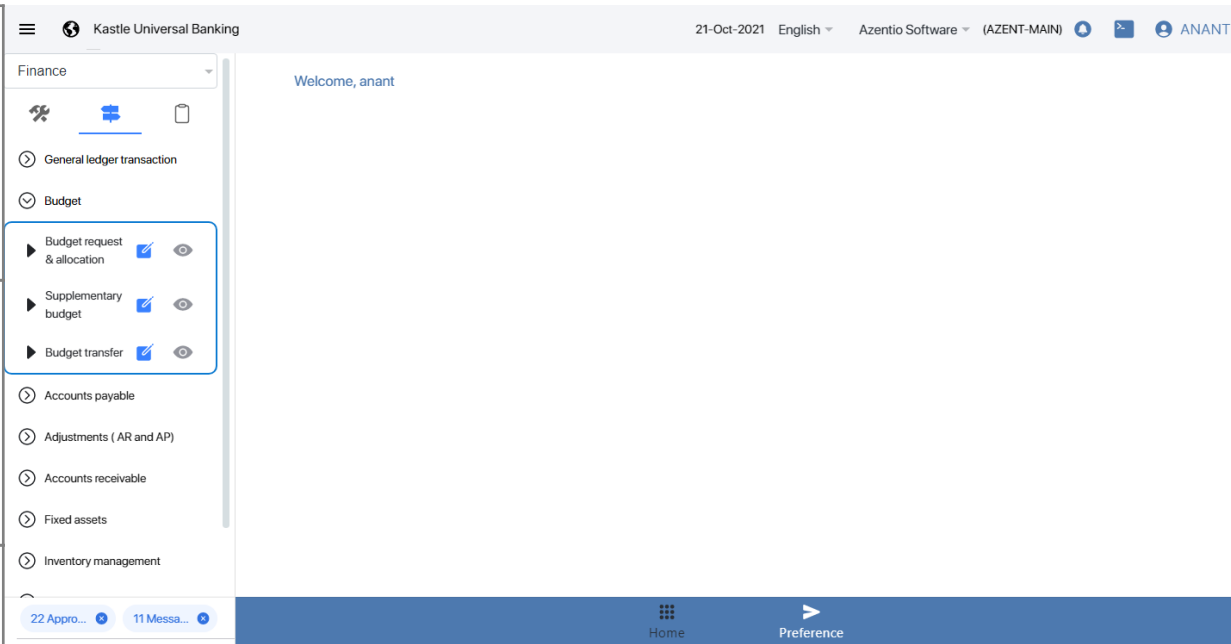 Kastle Universal Banking
21-Oct-2021 English Azentio Software (AZENT-MAIN) ANANT
Finance
Welcome, anant
General ledger transaction
Budget
Budget request
& allocation
Supplementary
budget
Budget transfer
Accounts payable
Adjustments ( AR and AP)
Accounts receivable
Fixed assets
Inventory management
22 Appro... 11 Messa...
Home
Preference